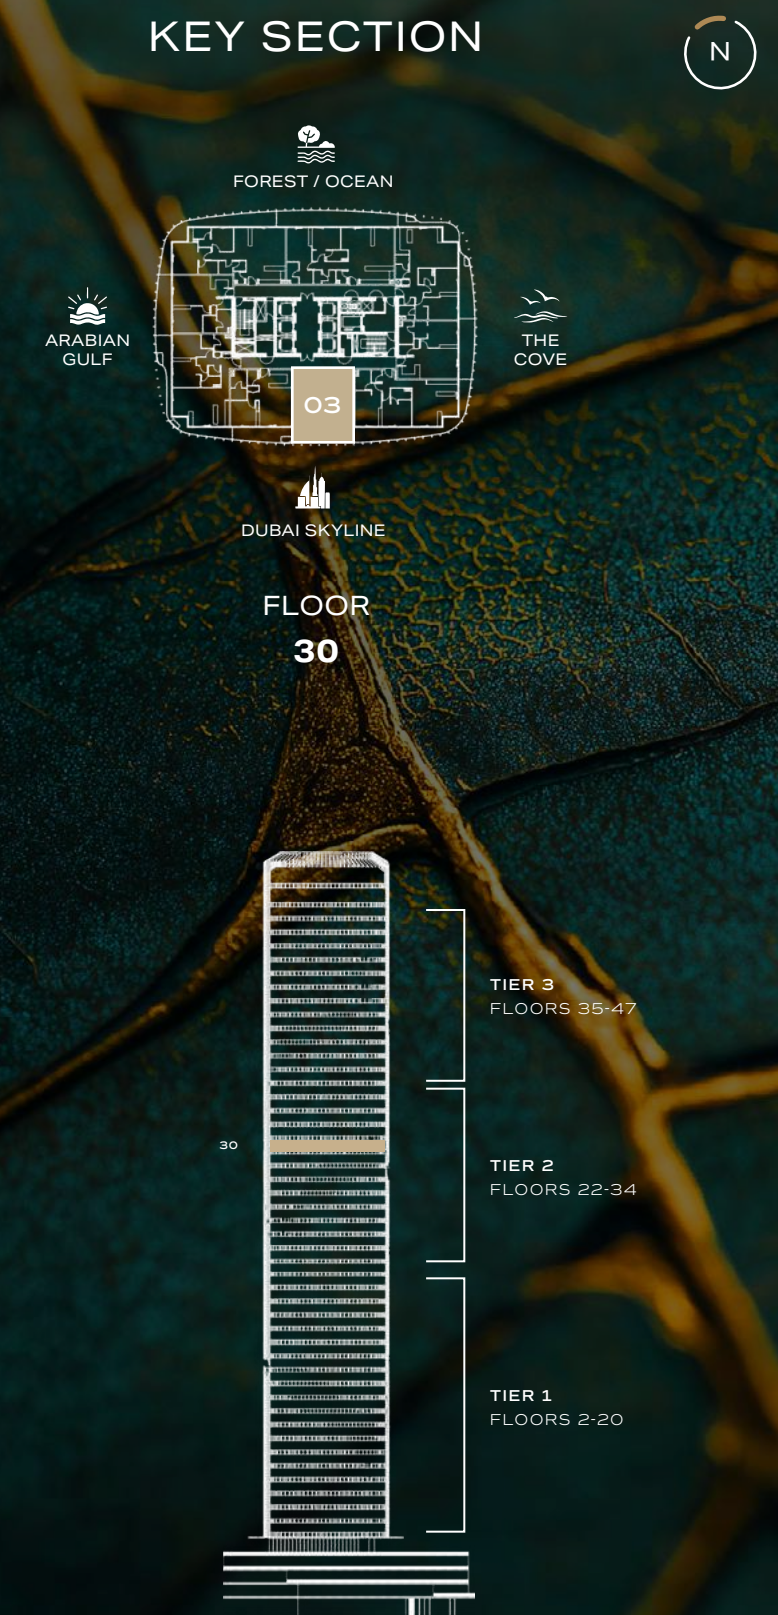 KEY SECTION
N
FOREST / OCEAN
ARABIAN
GULF
THE
COVE
03
DUBAI SKYLINE
FLOOR
30
TIER 3
FLOORS 35-47
30
TIER 2
FLOORS 22-34
TIER 1
FLOORS 2-20